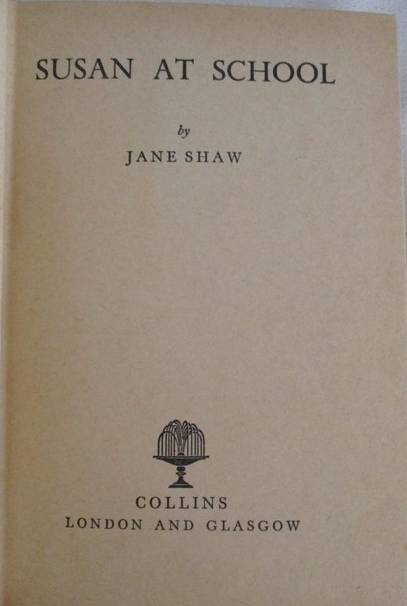 SUSAN AT SCHOOL
by
JANE SHAW
COLLINS
LONDON AND GLASGOW